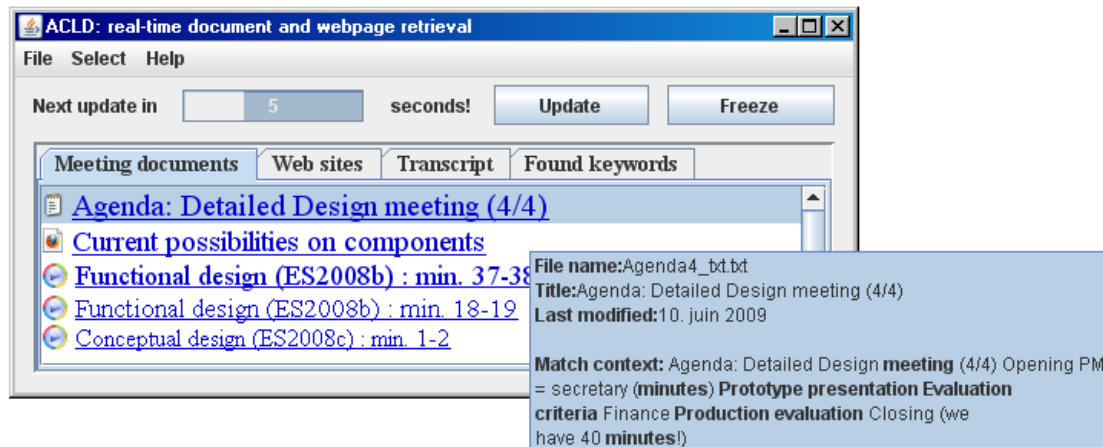 ACLD: real-time document and webpage retrieval
File Select Help
Next update in 5 seconds! Update Freeze
Meeting documents Web sites Transcript Found keywords
Agenda: Detailed Design meeting (4/4)
Current possibilities on components
Functional design (ES2008b) : min. 37-38
Functional design (ES2008b) : min. 18-19
Conceptual design (ES2008c) : min. 1-2
File name:Agenda4_txt.txt
Title:Agenda: Detailed Design meeting (4/4)
Last modified:10. juin 2009
Match context: Agenda: Detailed Design meeting (4/4) Opening PM
= secretary (minutes) Prototype presentation Evaluation
criteria Finance Production evaluation Closing (we
have 40 minutes!)